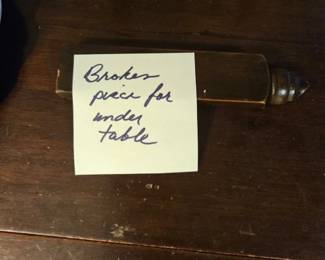 Broken
piece for
under
table